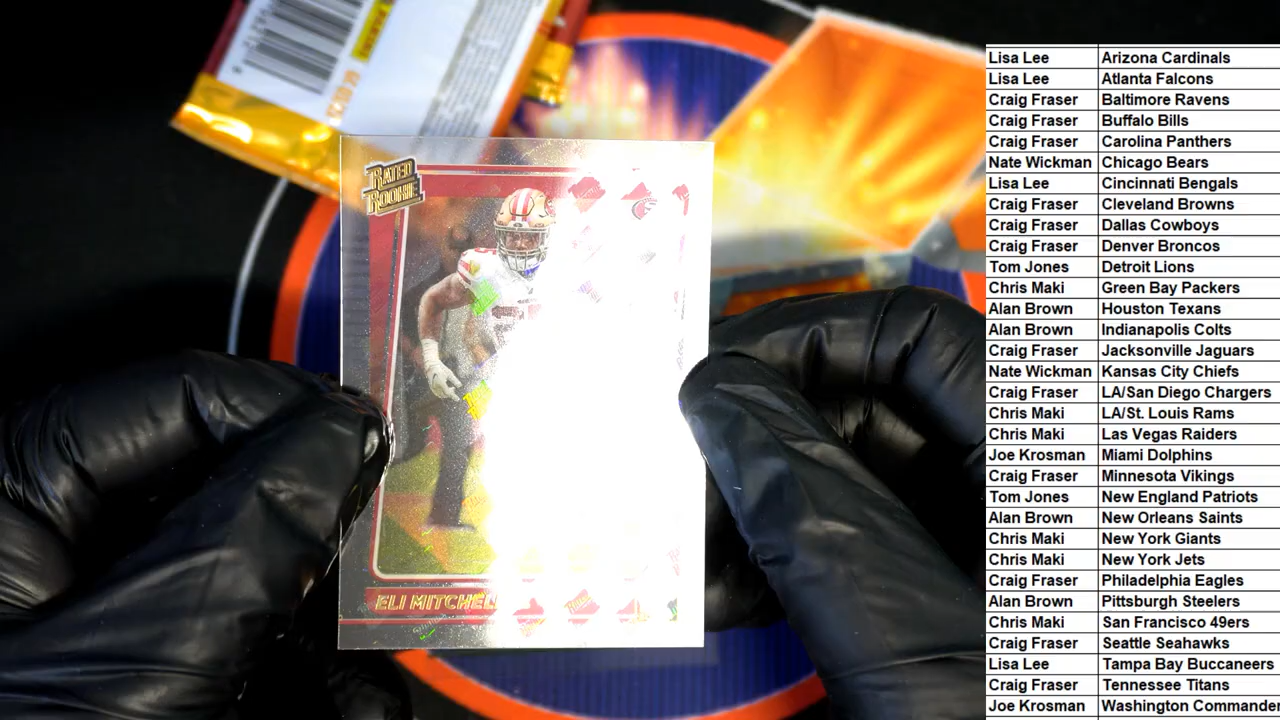 RATED
ROOKIE
ELI MITCHELL
Lisa Lee Arizona Cardinals
Lisa Lee Atlanta Falcons
Craig Fraser Baltimore Ravens
Craig Fraser Buffalo Bills
Craig Fraser Carolina Panthers
Nate Wickman Chicago Bears
Lisa Lee Cincinnati Bengals
Craig Fraser Cleveland Browns
Craig Fraser Dallas Cowboys
Craig Fraser Denver Broncos
Tom Jones Detroit Lions
Chris Maki Green Bay Packers
Alan Brown Houston Texans
Alan Brown Indianapolis Colts
Craig Fraser Jacksonville Jaguars
Nate Wickman Kansas City Chiefs
Craig Fraser LA/San Diego Chargers
Chris Maki LA/St. Louis Rams
Chris Maki Las Vegas Raiders
Joe Krosman Miami Dolphins
Craig Fraser Minnesota Vikings
Tom Jones New England Patriots
Alan Brown New Orleans Saints
Chris Maki New York Giants
Chris Maki New York Jets
Craig Fraser Philadelphia Eagles
Alan Brown Pittsburgh Steelers
Chris Maki San Francisco 49ers
Craig Fraser Seattle Seahawks
Lisa Lee Tampa Bay Buccaneers
Craig Fraser Tennessee Titans
Joe Krosman Washington Commander